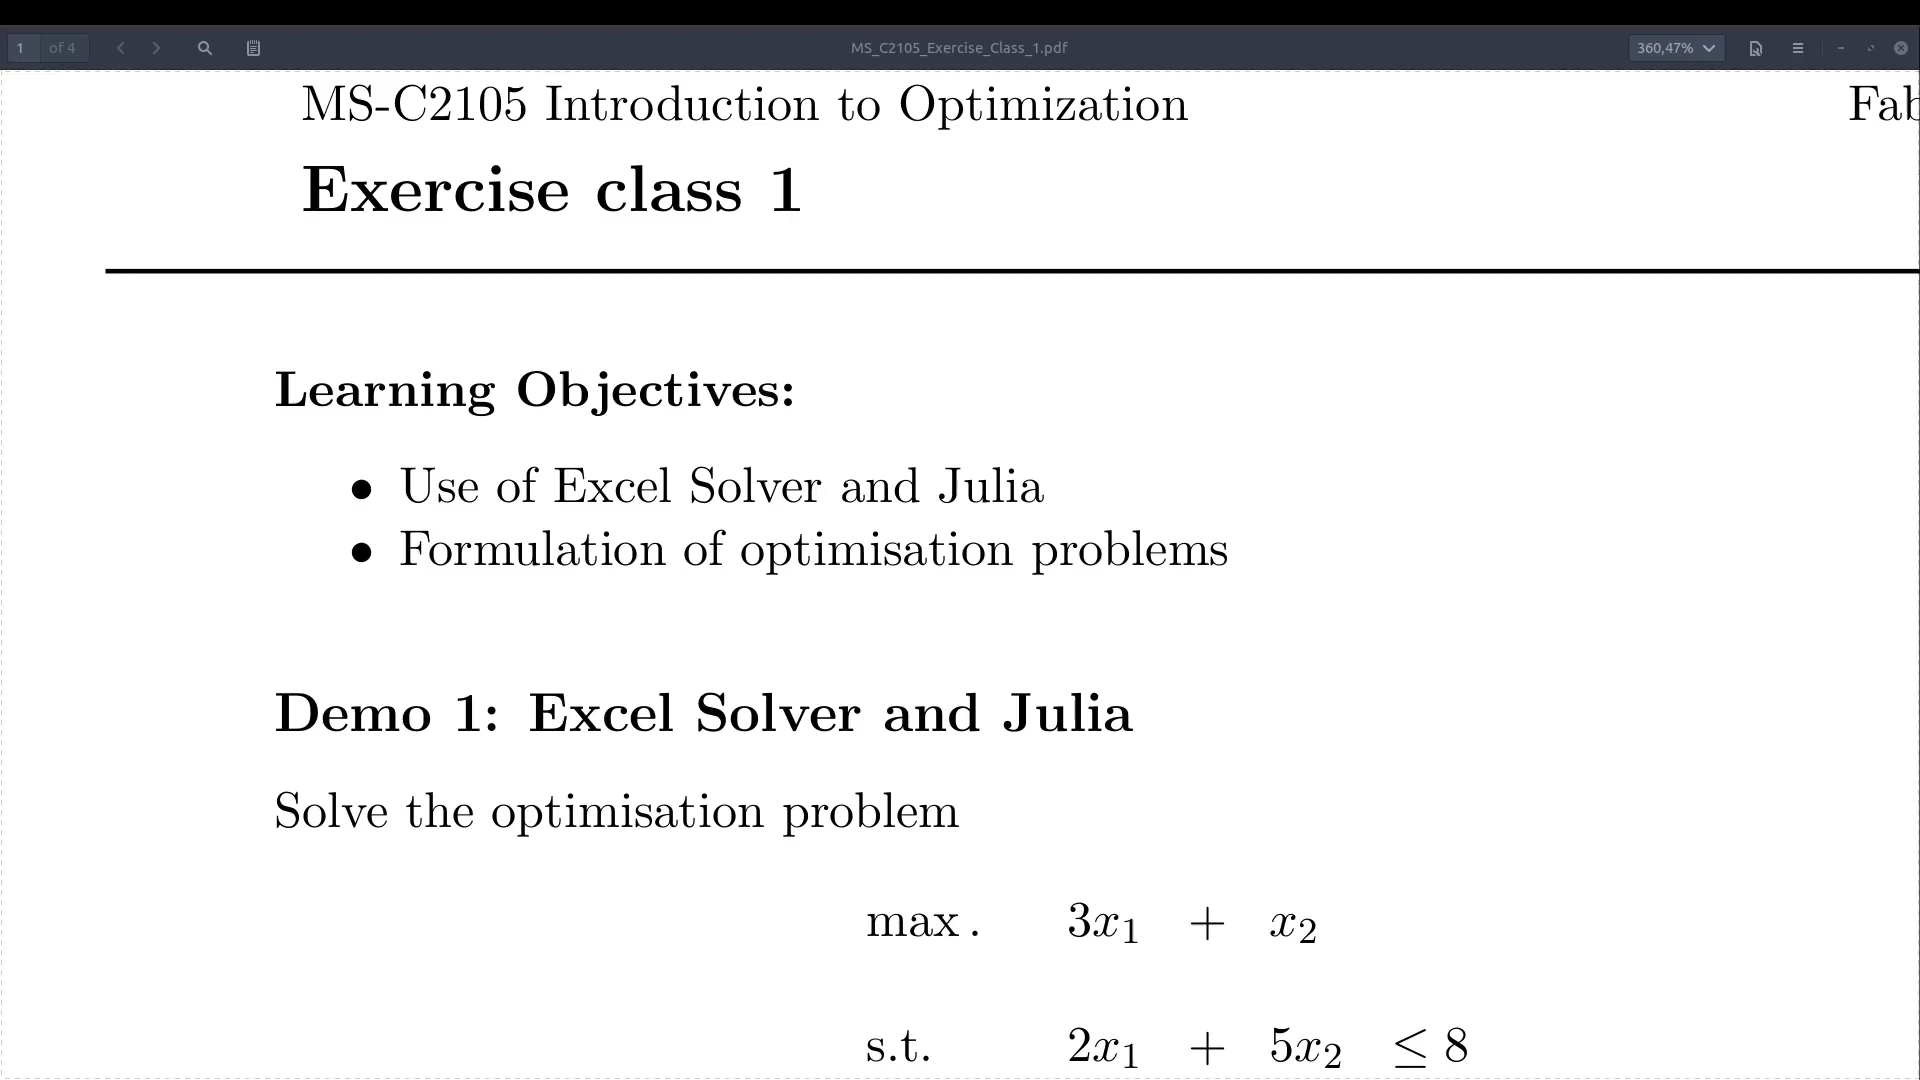 1 of 4
MS_C2105_Exercise_Class_1.pdf
360,47%
MS-C2105 Introduction to Optimization
Fab
Exercise class 1
Learning Objectives:
• Use of Excel Solver and Julia
• Formulation of optimisation problems
Demo 1: Excel Solver and Julia
Solve the optimisation problem
max. 3x₁ + x₂
s.t. 2x₁ + 5x₂ ≤ 8